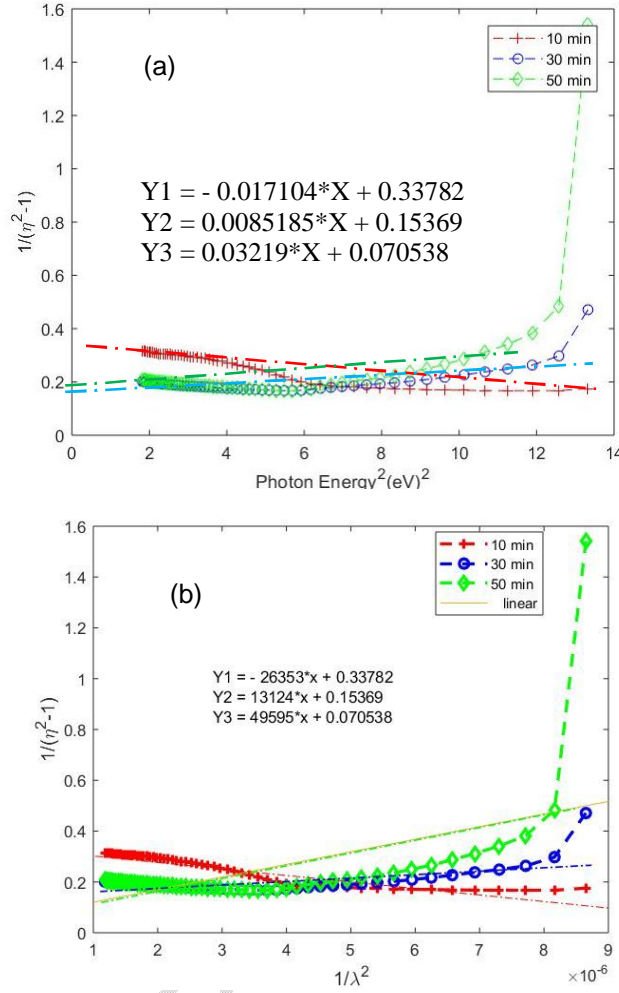 1.6
1.4
1.2
1
0.8
0.6
0.4
0.2
0
1/(η²-1)
(a)
10 min
30 min
50 min
Y1 = - 0.017104*X + 0.33782
Y2 = 0.0085185*X + 0.15369
Y3 = 0.03219*X + 0.070538
0 2 4 6 8 10 12 14
Photon Energy²(eV)²
1.6
1.4
1.2
1
0.8
0.6
0.4
0.2
0
1/(η²-1)
(b)
10 min
30 min
50 min
linear
Y1 = - 26353*x + 0.33782
Y2 = 13124*x + 0.15369
Y3 = 49595*x + 0.070538
1 2 3 4 5 6 7 8 9
1/λ²
×10⁻⁶